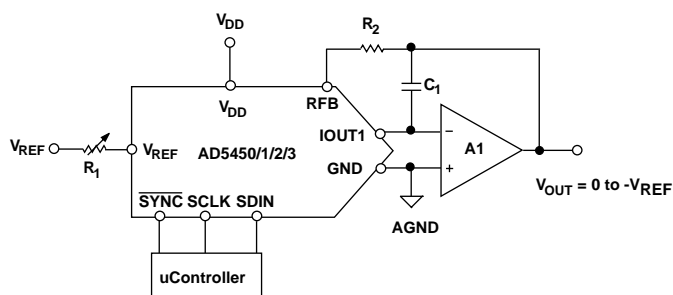 VDD
R2
VDD
RFB
C1
VREF
R1
VREF
AD5450/1/2/3
IOUT1
GND
A1
VOUT = 0 to -VREF
SYNC SCLK SDIN
AGND
uController